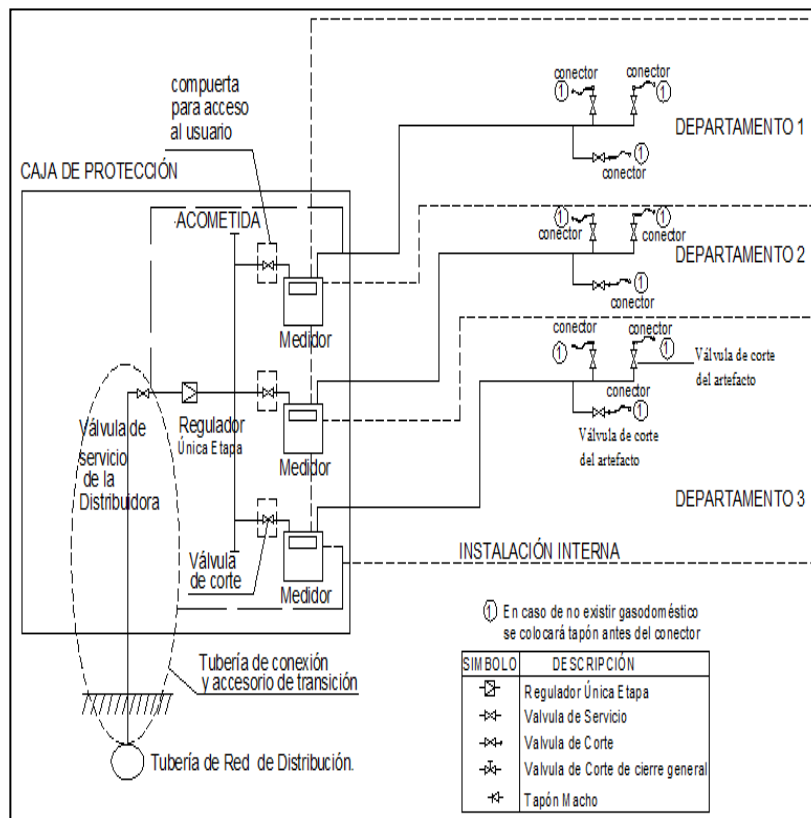 compuerta
para acceso
al usuario
CAJA DE PROTECCIÓN
ACOMETIDA
Medidor
Válvula de
servicio
de la
Distribuidora
Regulador
Única Etapa
Medidor
Válvula
de corte
Medidor
Tubería de conexión
y accesorio de transición
Tubería de Red de Distribución.
conector
1
conector
1
DEPARTAMENTO 1
1
conector
1
conector
1
conector
DEPARTAMENTO 2
1
conector
conector
1
conector
1
Válvula de corte
del artefacto
conector
1
Válvula de corte
del artefacto
DEPARTAMENTO 3
INSTALACIÓN INTERNA
1 En caso de no existir gasodoméstico
se colocará tapón antes del conector
SIMBOLO DESCRIPCIÓN
Regulador Única Etapa
Valvula de Servicio
Valvula de Corte
Valvula de Corte de cierre general
Tapón Macho